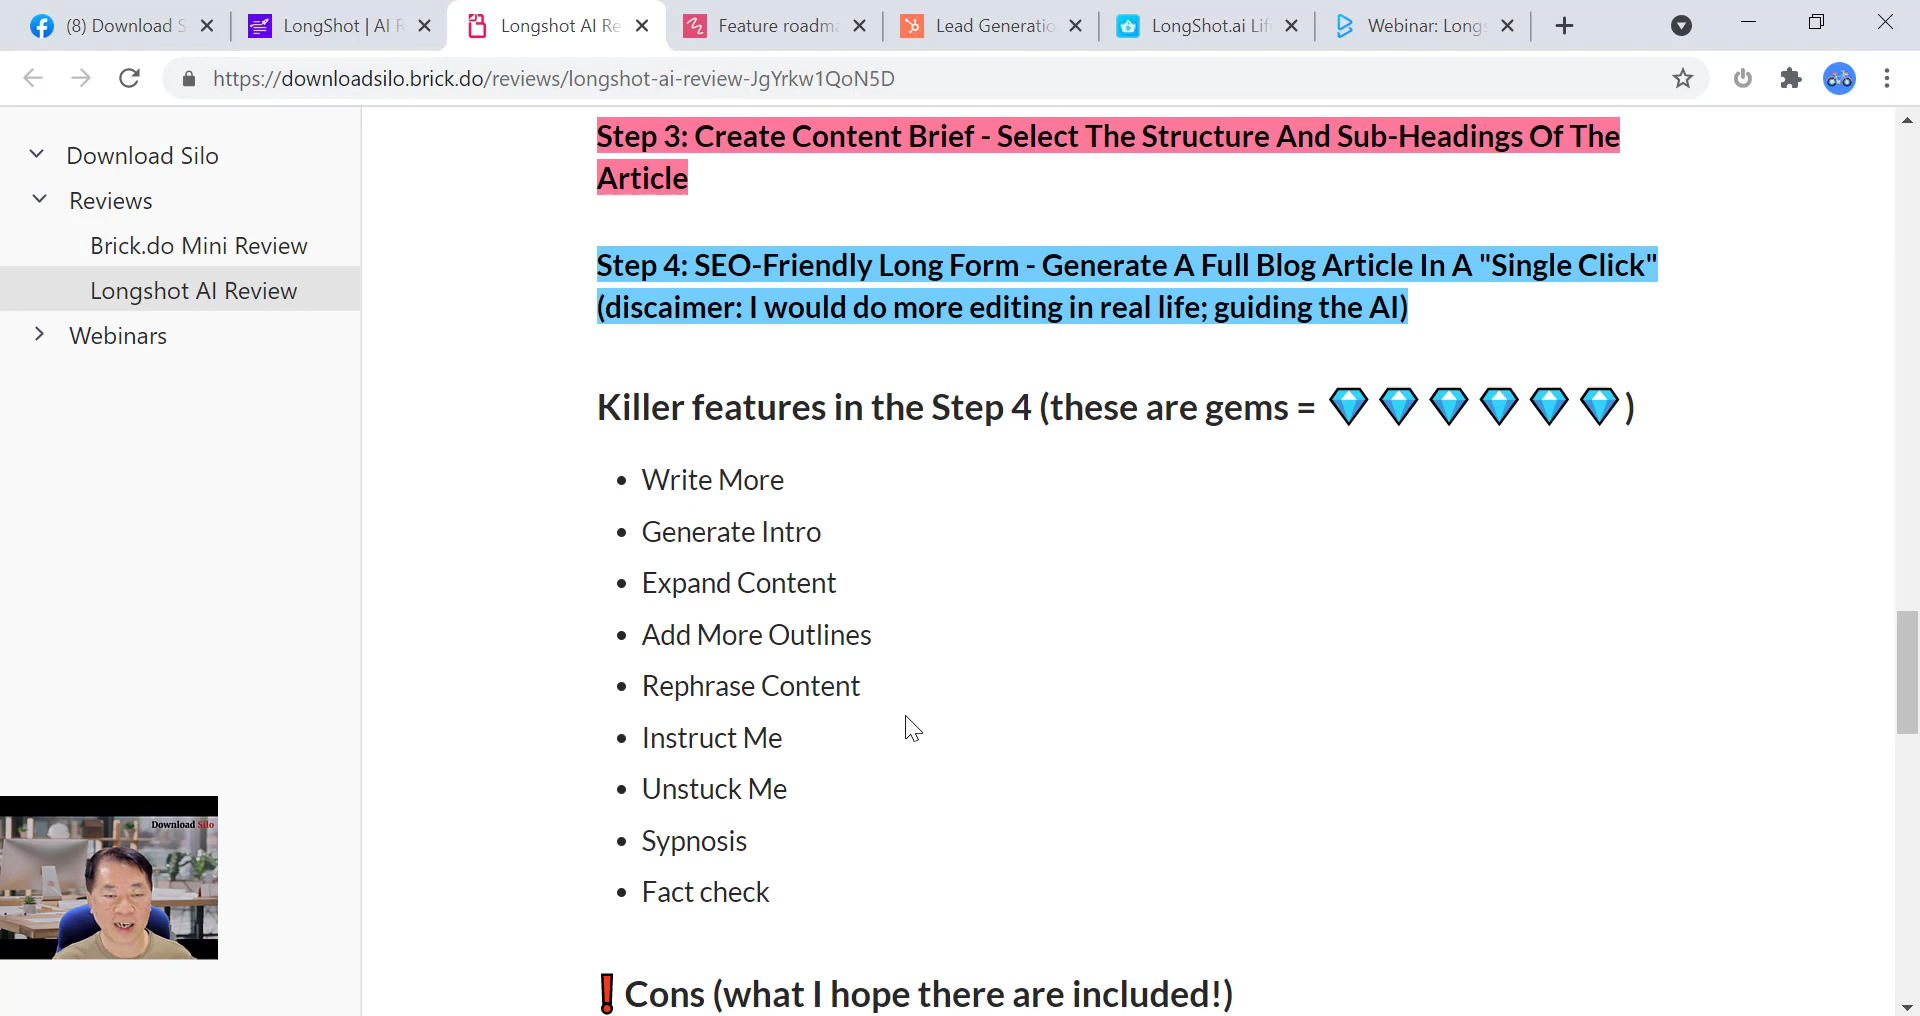 (8) Download S
LongShot | AI R
Longshot AI Re
Feature roadma
Lead Generatio
LongShot.ai Lif
Webinar: Longs
https://downloadsilo.brick.do/reviews/longshot-ai-review-JgYrkw1QoN5D
Download Silo
Reviews
Brick.do Mini Review
Longshot AI Review
Webinars
Step 3: Create Content Brief - Select The Structure And Sub-Headings Of The
Article
Step 4: SEO-Friendly Long Form - Generate A Full Blog Article In A "Single Click"
(discaimer: I would do more editing in real life; guiding the AI)
Killer features in the Step 4 (these are gems = 💎 💎 💎 💎 💎 💎 )
• Write More
• Generate Intro
• Expand Content
• Add More Outlines
• Rephrase Content
• Instruct Me
• Unstuck Me
• Sypnosis
• Fact check
❗ Cons (what I hope there are included!)
Download Silo